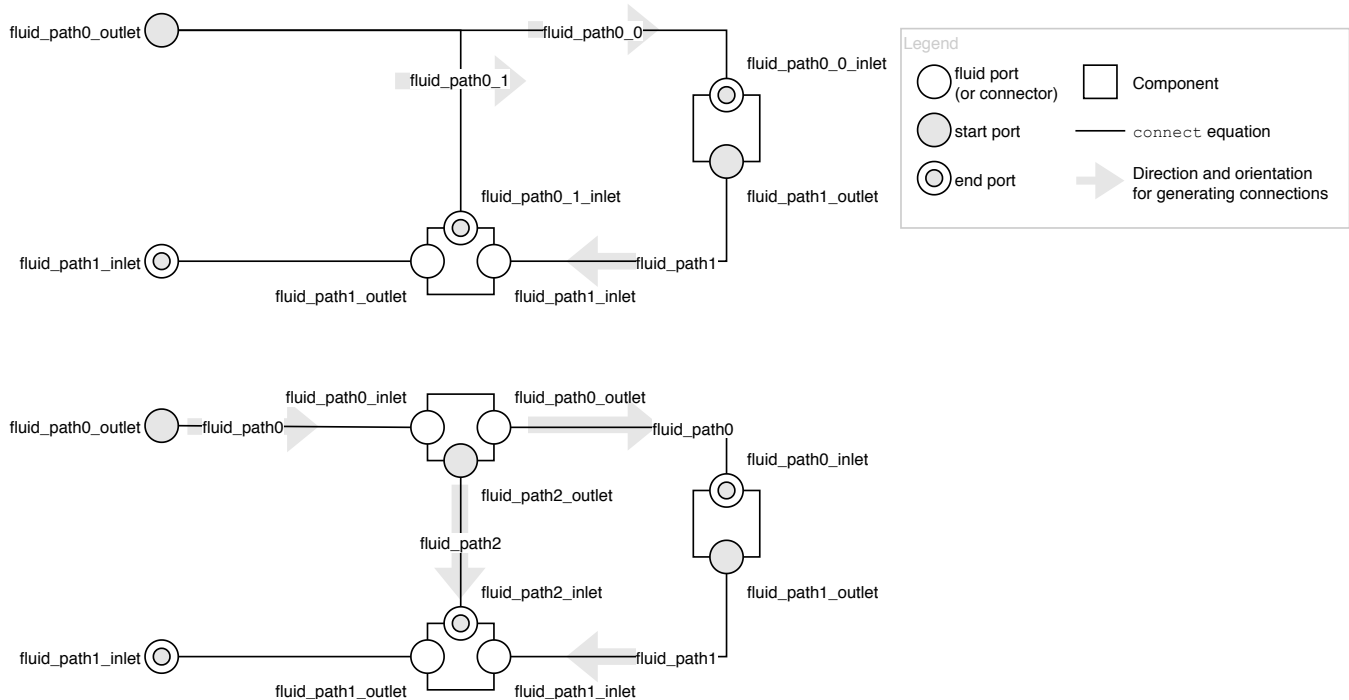 fluid_path0_outlet
fluid_path0_0
fluid_path0_1
fluid_path0_0_inlet
fluid_path0_1_inlet
fluid_path1_outlet
fluid_path1_inlet
fluid_path1
fluid_path1_outlet
fluid_path1_inlet
Legend
fluid port
(or connector)
Component
start port
connect equation
end port
Direction and orientation
for generating connections
fluid_path0_inlet
fluid_path0_outlet
fluid_path0_outlet
fluid_path0
fluid_path0
fluid_path0_inlet
fluid_path2_outlet
fluid_path2
fluid_path2_inlet
fluid_path1_outlet
fluid_path1_inlet
fluid_path1
fluid_path1_outlet
fluid_path1_inlet